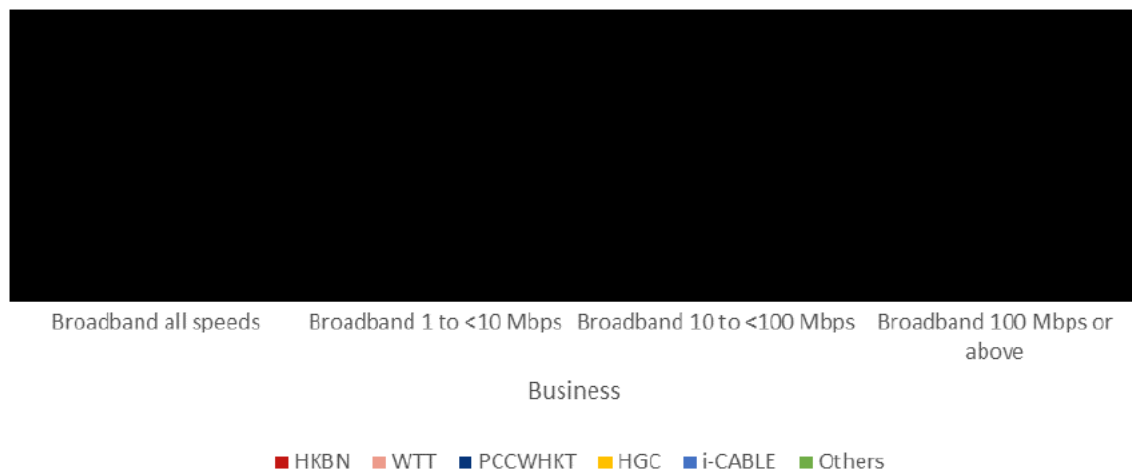 Broadband all speeds Broadband 1 to <10 Mbps Broadband 10 to <100 Mbps Broadband 100 Mbps or
above
Business
HKBN WTT PCCWHKT HGC i-CABLE Others